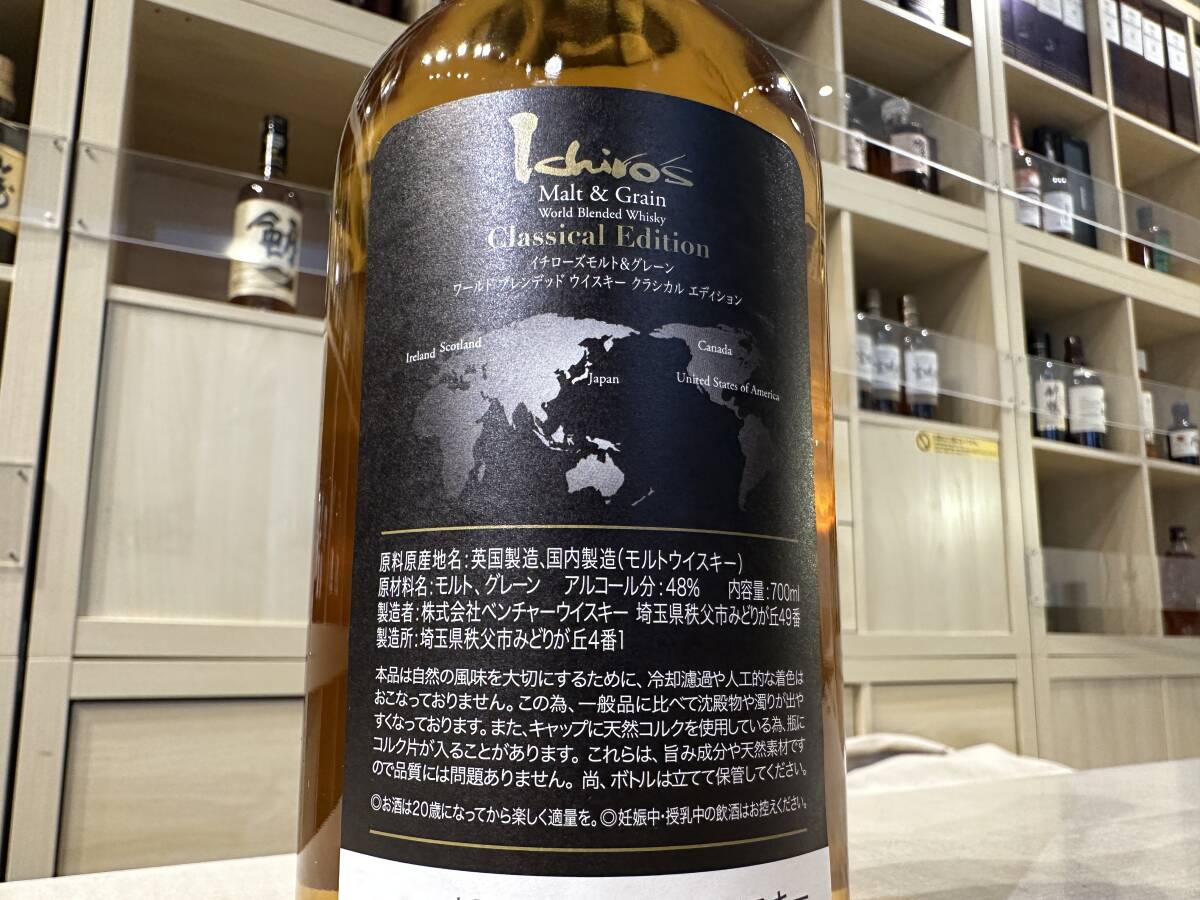 Ichiro's
Malt & Grain
World Blended Whisky
Classical Edition
イチローズモルト&グレーン
ワールド ブレンデッド ウイスキー クラシカル エディション
Ireland Scotland
Japan
Canada
United States of America
原料原産地名:英国製造、国内製造(モルトウイスキー)
原材料名:モルト、グレーン アルコール分:48% 内容量:700ml
製造者:株式会社ベンチャーウイスキー 埼玉県秩父市みどりが丘49番
製造所:埼玉県秩父市みどりが丘4番1
本品は自然の風味を大切にするために、冷却濾過や人工的な着色は
おこなっておりません。この為、一般品に比べて沈殿物や濁りが出や
すくなっております。また、キャップに天然コルクを使用している為、瓶に
コルク片が入ることがあります。これらは、旨み成分や天然素材です
ので品質には問題ありません。尚、ボトルは立てて保管してください。
◎お酒は20歳になってから楽しく適量を。◎妊娠中・授乳中の飲酒はお控えください。